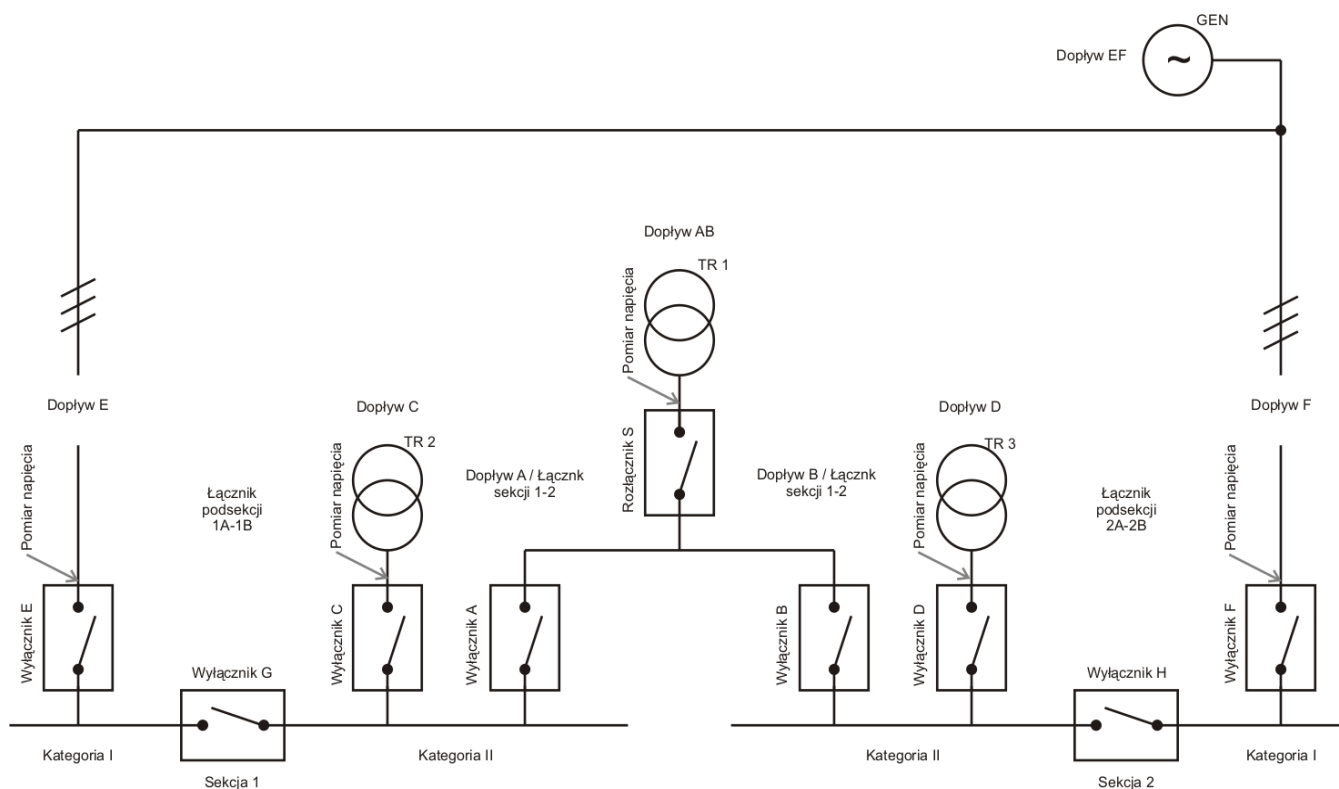 GEN
Dopływ EF
~
Dopływ AB
TR 1
Pomiar napięcia
Rozłącznik S
Dopływ E
Dopływ C
Dopływ D
Dopływ F
TR 2
TR 3
Pomiar napięcia
Łącznik
podsekcji
1A-1B
Pomiar napięcia
Dopływ A / Łącznk
sekcji 1-2
Dopływ B / Łącznk
sekcji 1-2
Pomiar napięcia
Łącznik
podsekcji
2A-2B
Pomiar napięcia
Wyłącznik E
Wyłącznik G
Wyłącznik C
Wyłącznik A
Wyłącznik B
Wyłącznik D
Wyłącznik H
Wyłącznik F
Kategoria I
Kategoria II
Kategoria II
Kategoria I
Sekcja 1
Sekcja 2